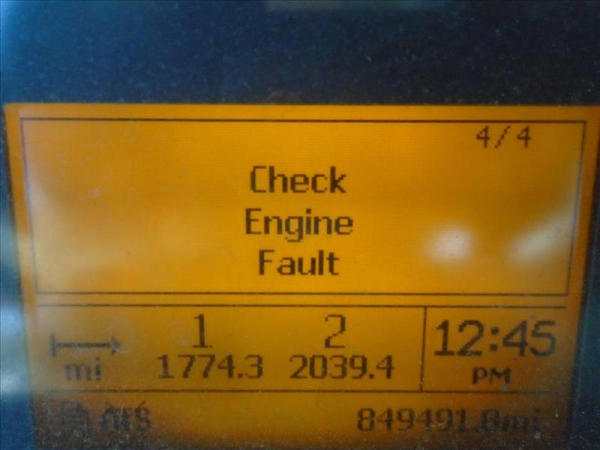 4/4
Check
Engine
Fault
1 2
mi 1774.3 2039.4
12:45
PM
849491.0mi